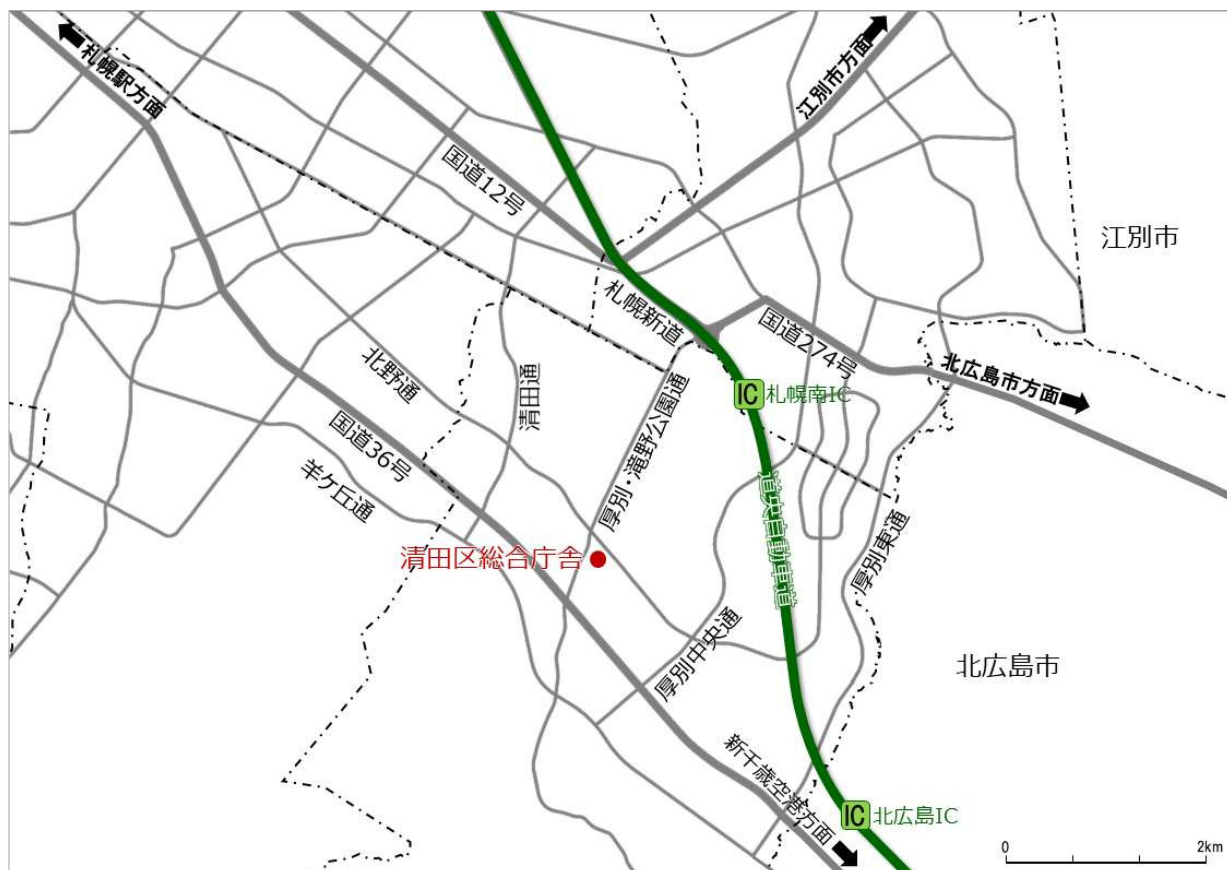 札幌駅方面
江別市方面
国道12号
江別市
札幌新道
国道274号
北広島市方面
北野通
清田通
厚別・滝野公園通
IC
札幌南IC
国道36号
羊ケ丘通
道央自動車道
清田区総合庁舎
厚別東通
厚別中央通
北広島市
新千歳空港方面
IC
北広島IC
0 2km